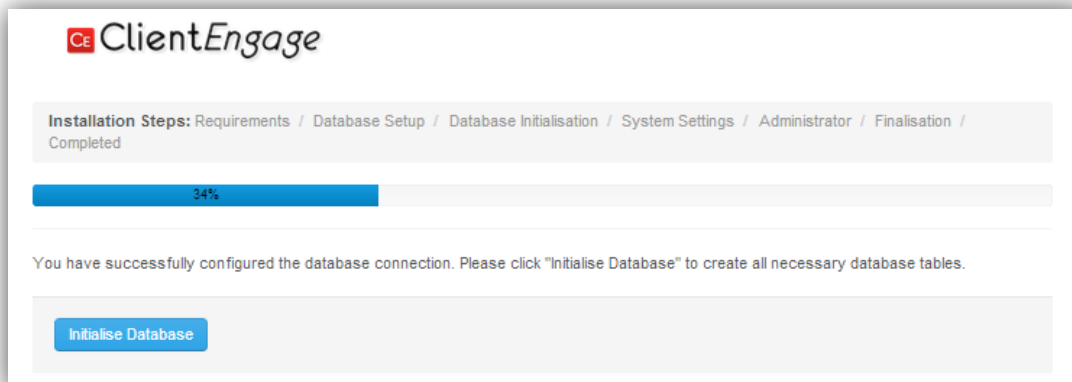 CE ClientEngage
Installation Steps: Requirements / Database Setup / Database Initialisation / System Settings / Administrator / Finalisation /
Completed
34%
You have successfully configured the database connection. Please click "Initialise Database" to create all necessary database tables.
Initialise Database